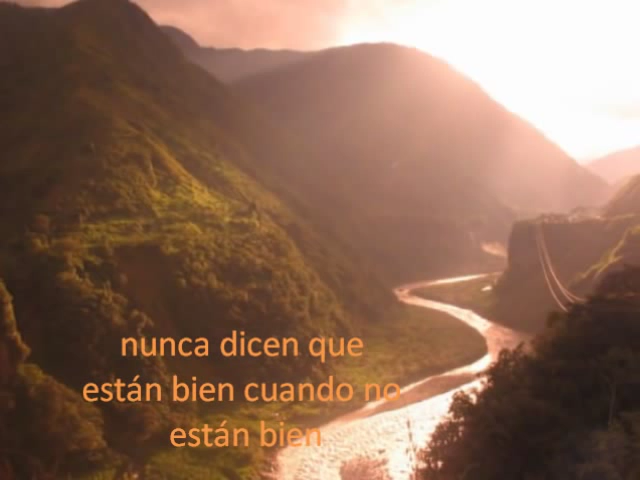 nunca dicen que
están bien cuando no
están bien